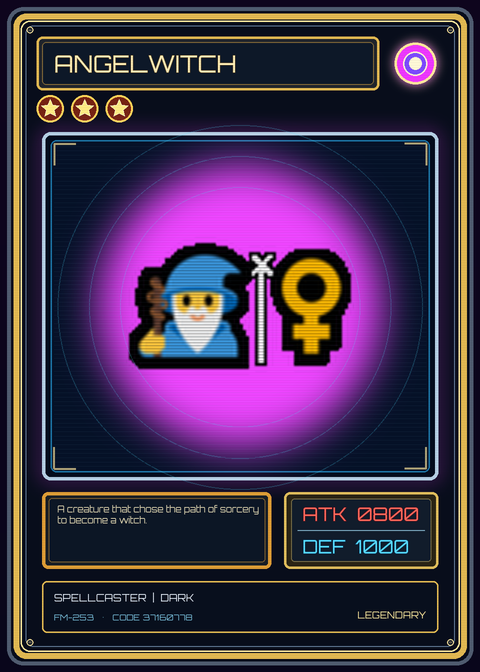 ANGELWITCH
A creature that chose the path of sorcery
to become a witch.
ATK 0800
DEF 1000
SPELLCASTER | DARK
FM-253 · CODE 37160778
LEGENDARY